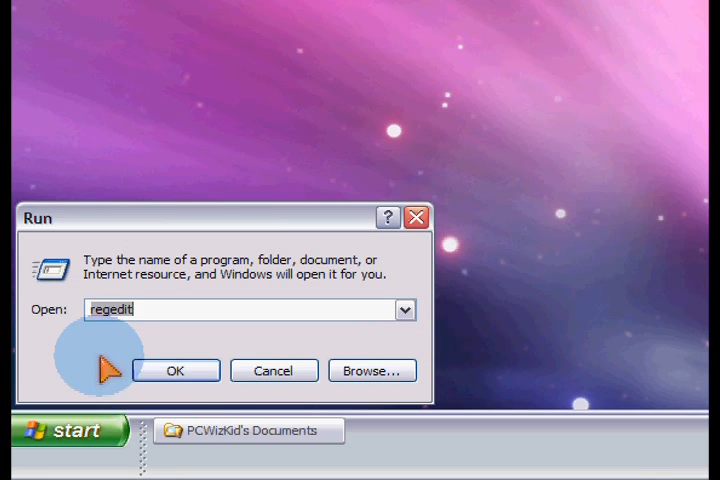 Run
?
Type the name of a program, folder, document, or
Internet resource, and Windows will open it for you.
Open: regedit
OK Cancel Browse...
start PCWizKid's Documents